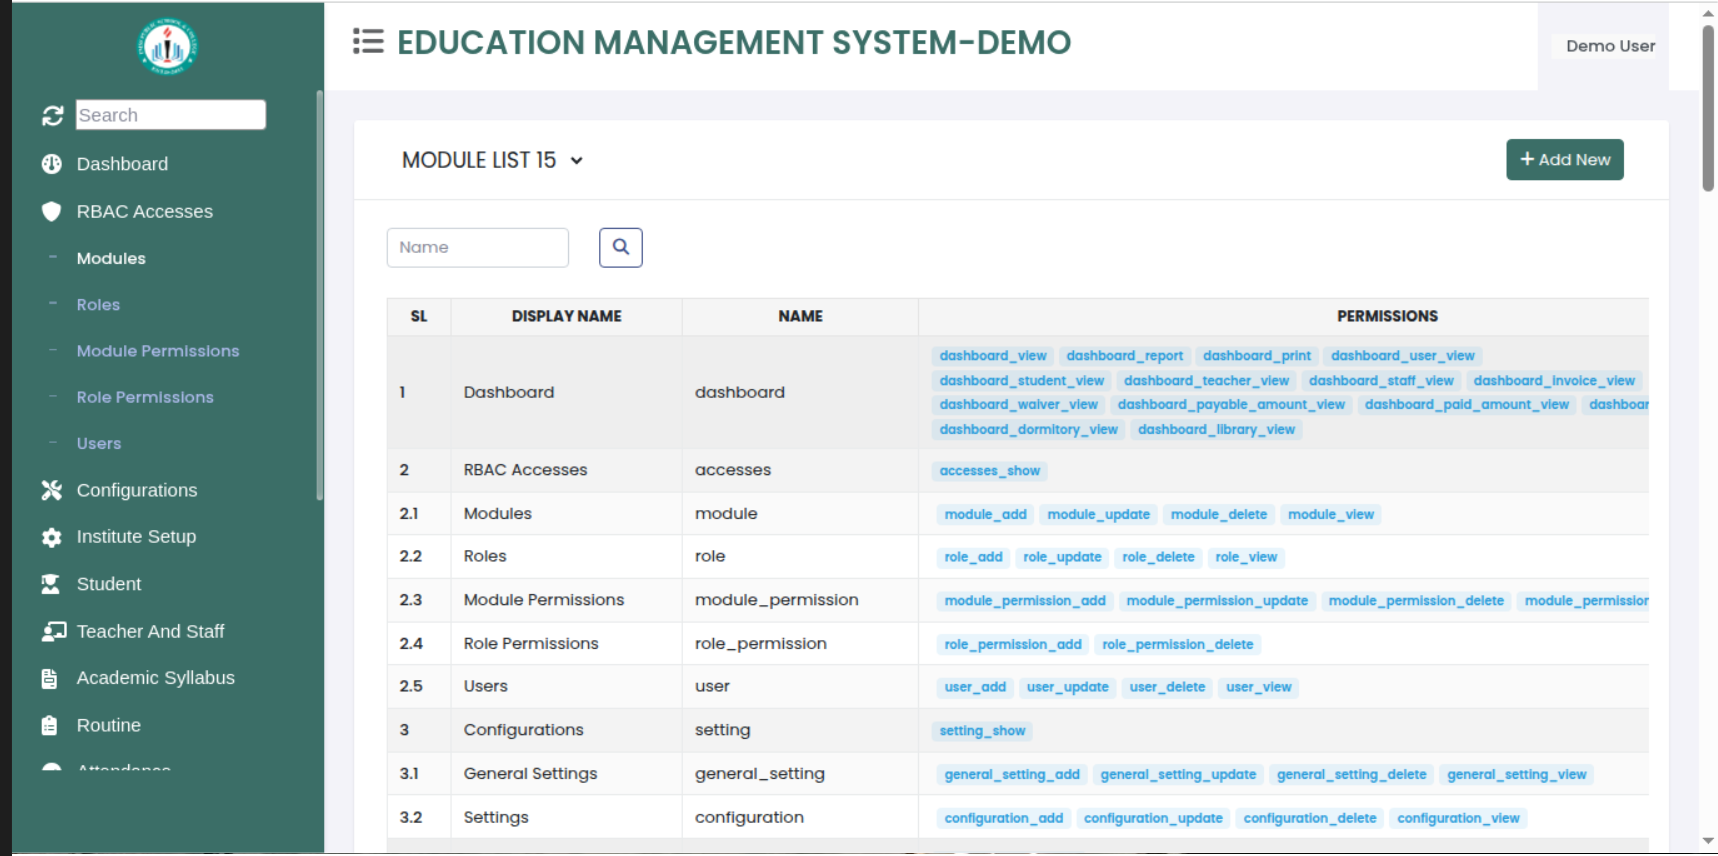 EDUCATION MANAGEMENT SYSTEM-DEMO
Demo User
Search
Dashboard
RBAC Accesses
- Modules
- Roles
- Module Permissions
- Role Permissions
- Users
Configurations
Institute Setup
Student
Teacher And Staff
Academic Syllabus
Routine
MODULE LIST 15
+ Add New
Name
SL DISPLAY NAME NAME PERMISSIONS
1 Dashboard dashboard
dashboard_view dashboard_report dashboard_print dashboard_user_view
dashboard_student_view dashboard_teacher_view dashboard_staff_view dashboard_invoice_view
dashboard_waiver_view dashboard_payable_amount_view dashboard_paid_amount_view dashboar
dashboard_dormitory_view dashboard_library_view
2 RBAC Accesses accesses accesses_show
2.1 Modules module module_add module_update module_delete module_view
2.2 Roles role role_add role_update role_delete role_view
2.3 Module Permissions module_permission module_permission_add module_permission_update module_permission_delete module_permission
2.4 Role Permissions role_permission role_permission_add role_permission_delete
2.5 Users user user_add user_update user_delete user_view
3 Configurations setting setting_show
3.1 General Settings general_setting general_setting_add general_setting_update general_setting_delete general_setting_view
3.2 Settings configuration configuration_add configuration_update configuration_delete configuration_view